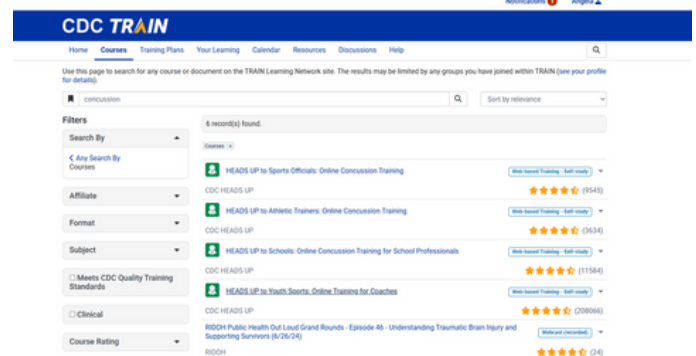 Notifications
Angela
CDC TRAIN
Home Courses Training Plans Your Learning Calendar Resources Discussions Help
Use this page to search for any course or document on the TRAIN Learning Network site. The results may be limited by any groups you have joined within TRAIN (see your profile
for details).
concussion
Sort by relevance
Filters
6 record(s) found.
Search By
Courses ×
Any Search By
Courses
HEADS UP to Sports Officials: Online Concussion Training
Web-based Training - Self-study
CDC HEADS UP
(9545)
Affiliate
HEADS UP to Athletic Trainers: Online Concussion Training
Web-based Training - Self-study
CDC HEADS UP
(3634)
Format
HEADS UP to Schools: Online Concussion Training for School Professionals
Web-based Training - Self-study
CDC HEADS UP
(11584)
Subject
Meets CDC Quality Training
Standards
HEADS UP to Youth Sports: Online Training for Coaches
Web-based Training - Self-study
CDC HEADS UP
(208066)
Clinical
RIDOH Public Health Out Loud Grand Rounds - Episode 46 - Understanding Traumatic Brain Injury and
Supporting Survivors (6/26/24)
Webcast (recorded)
Course Rating
RIDOH
(24)